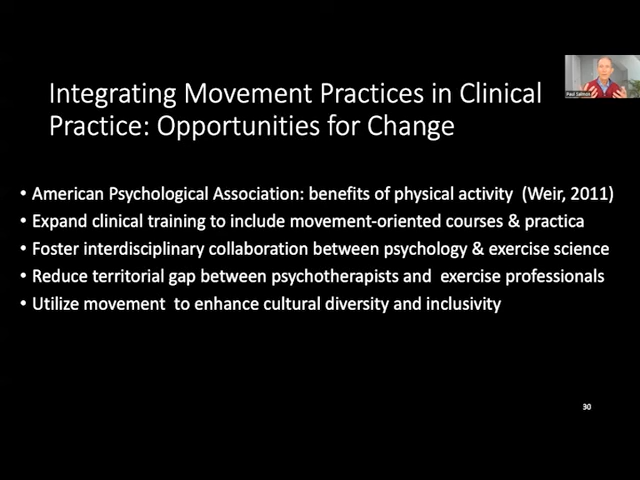 Integrating Movement Practices in Clinical
Practice: Opportunities for Change
Paul Salmon
• American Psychological Association: benefits of physical activity (Weir, 2011)
• Expand clinical training to include movement-oriented courses & practica
• Foster interdisciplinary collaboration between psychology & exercise science
• Reduce territorial gap between psychotherapists and exercise professionals
• Utilize movement to enhance cultural diversity and inclusivity
30